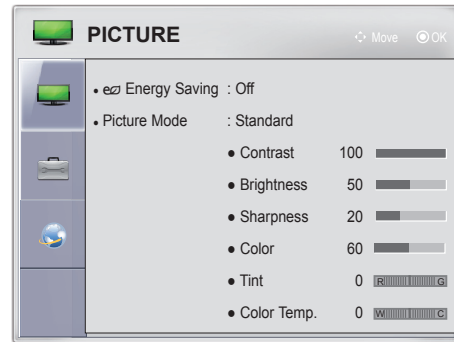 PICTURE Move OK
• Energy Saving : Off
• Picture Mode : Standard
● Contrast 100
● Brightness 50
● Sharpness 20
● Color 60
● Tint 0 R G
● Color Temp. 0 W C